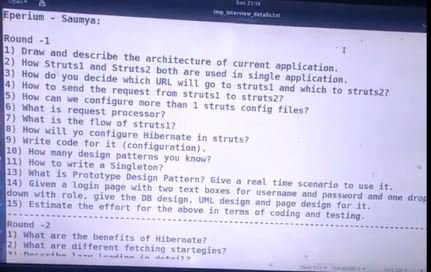 Sun 21:18
imp_interview_details.txt
Eperium - Saumya:
Round -1
1) Draw and describe the architecture of current application.
2) How Struts1 and Struts2 both are used in single application.
3) How do you decide which URL will go to struts1 and which to struts2?
4) How to send the request from struts1 to struts2?
5) How can we configure more than 1 struts config files?
6) What is request processor?
7) What is the flow of struts1?
8) How will yo configure Hibernate in struts?
9) Write code for it (configuration).
10) How many design patterns you know?
11) How to write a Singleton?
13) What is Prototype Design Pattern? Give a real time scenario to use it.
14) Given a login page with two text boxes for username and password and one drop
down with role, give the DB design, UML design and page design for it.
15) Estimate the effort for the above in terms of coding and testing.
Round -2
1) What are the benefits of Hibernate?
2) What are different fetching startegies?
3) Describe lazy loading in detail?